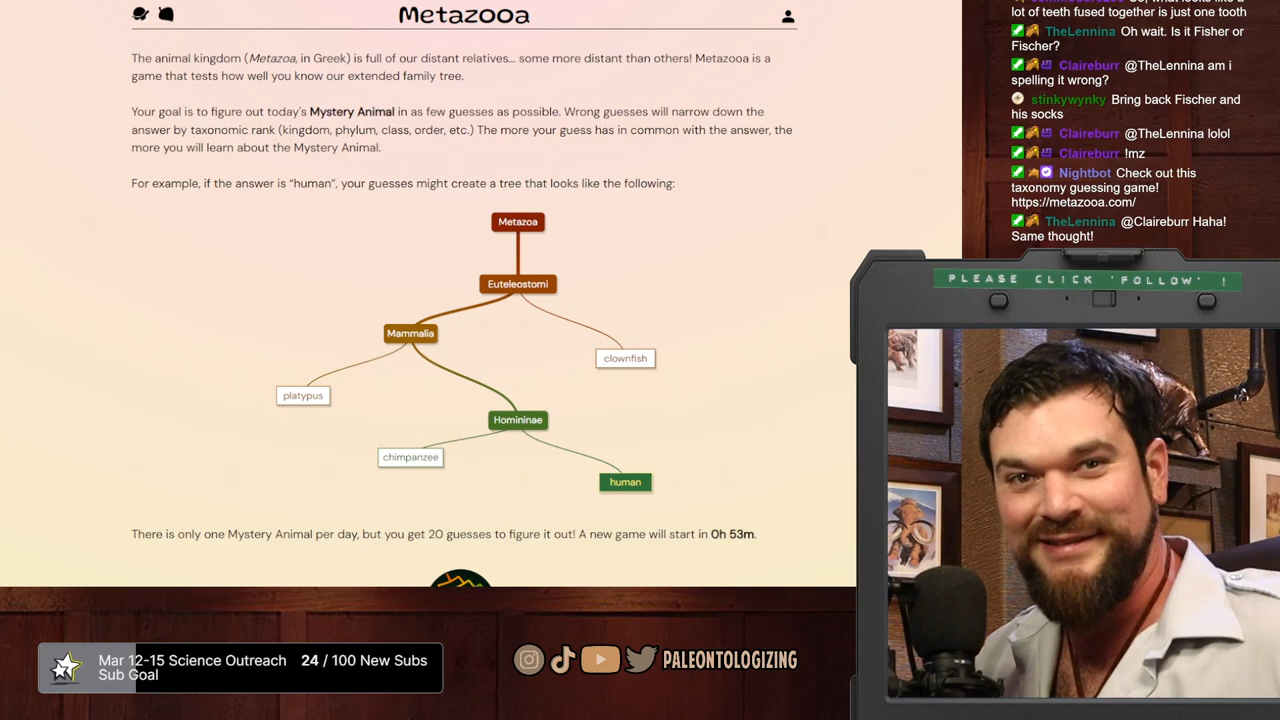 Metazooa
The animal kingdom (Metazoa, in Greek) is full of our distant relatives... some more distant than others! Metazooa is a
game that tests how well you know our extended family tree.
Your goal is to figure out today's Mystery Animal in as few guesses as possible. Wrong guesses will narrow down the
answer by taxonomic rank (kingdom, phylum, class, order, etc.) The more your guess has in common with the answer, the
more you will learn about the Mystery Animal.
For example, if the answer is “human”, your guesses might create a tree that looks like the following:
Metazoa
Euteleostomi
Mammalia
clownfish
platypus
Homininae
chimpanzee
human
There is only one Mystery Animal per day, but you get 20 guesses to figure it out! A new game will start in 0h 53m.
lot of teeth fused together is just one tooth
TheLennina Oh wait. Is it Fisher or
Fischer?
Claireburr @TheLennina am i
spelling it wrong?
stinkywynky Bring back Fischer and
his socks
Claireburr @TheLennina lolol
Claireburr !mz
Nightbot Check out this
taxonomy guessing game!
https://metazooa.com/
TheLennina @Claireburr Haha!
Same thought!
PLEASE CLICK 'FOLLOW' !
Mar 12-15 Science Outreach 24 / 100 New Subs
Sub Goal
PALEONTOLOGIZING